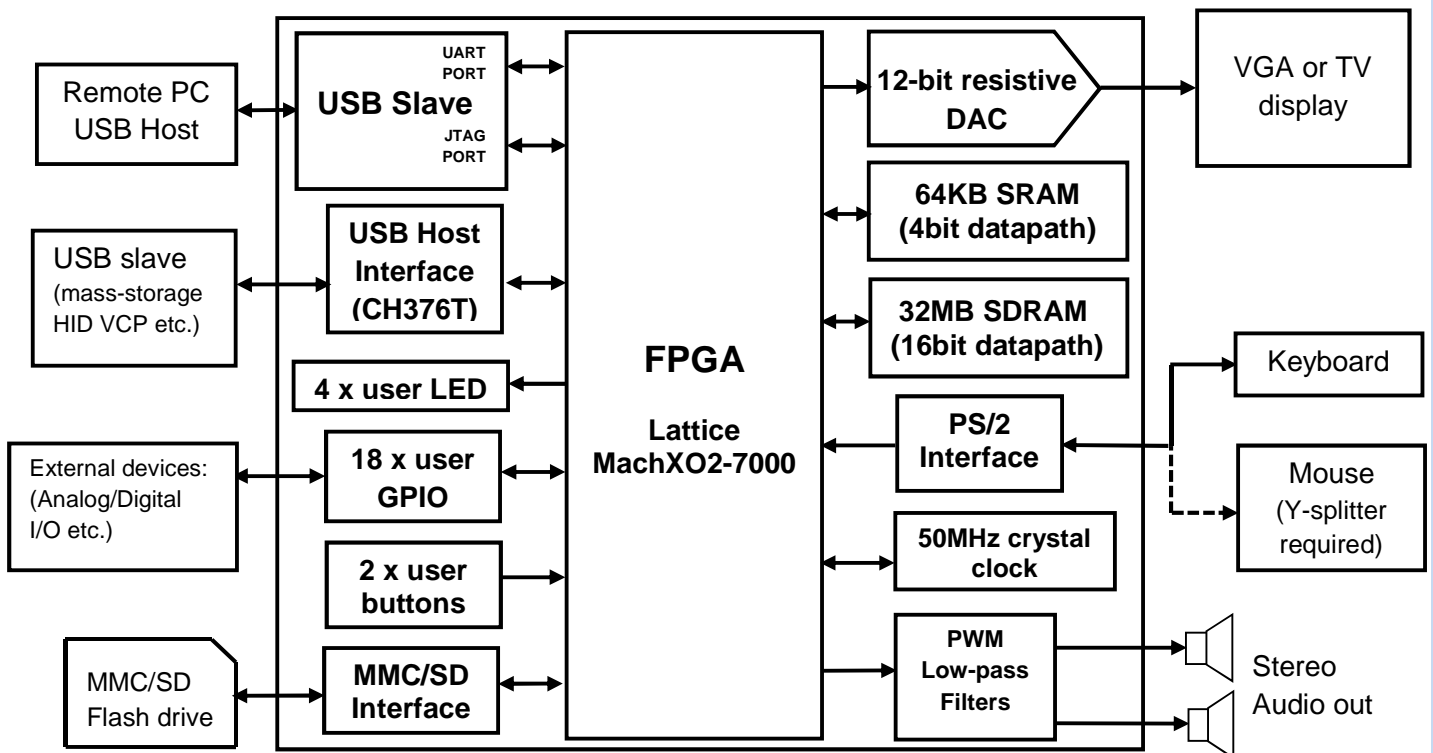 Remote PC
USB Host
USB slave
(mass-storage
HID VCP etc.)
External devices:
(Analog/Digital
I/O etc.)
MMC/SD
Flash drive
USB Slave
UART
PORT
JTAG
PORT
USB Host
Interface
(CH376T)
4 x user LED
18 x user
GPIO
2 x user
buttons
MMC/SD
Interface
FPGA
Lattice
MachXO2-7000
12-bit resistive
DAC
64KB SRAM
(4bit datapath)
32MB SDRAM
(16bit datapath)
PS/2
Interface
50MHz crystal
clock
PWM
Low-pass
Filters
VGA or TV
display
Keyboard
Mouse
(Y-splitter
required)
Stereo
Audio out